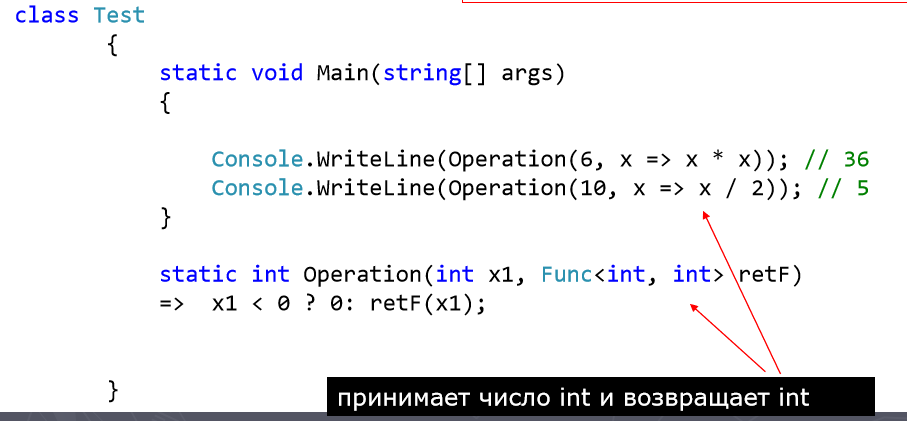 class Test
{
static void Main(string[] args)
{
Console.WriteLine(Operation(6, x => x * x)); // 36
Console.WriteLine(Operation(10, x => x / 2)); // 5
}
static int Operation(int x1, Func<int, int> retF)
=> x1 < 0 ? 0: retF(x1);
}
принимает число int и возвращает int